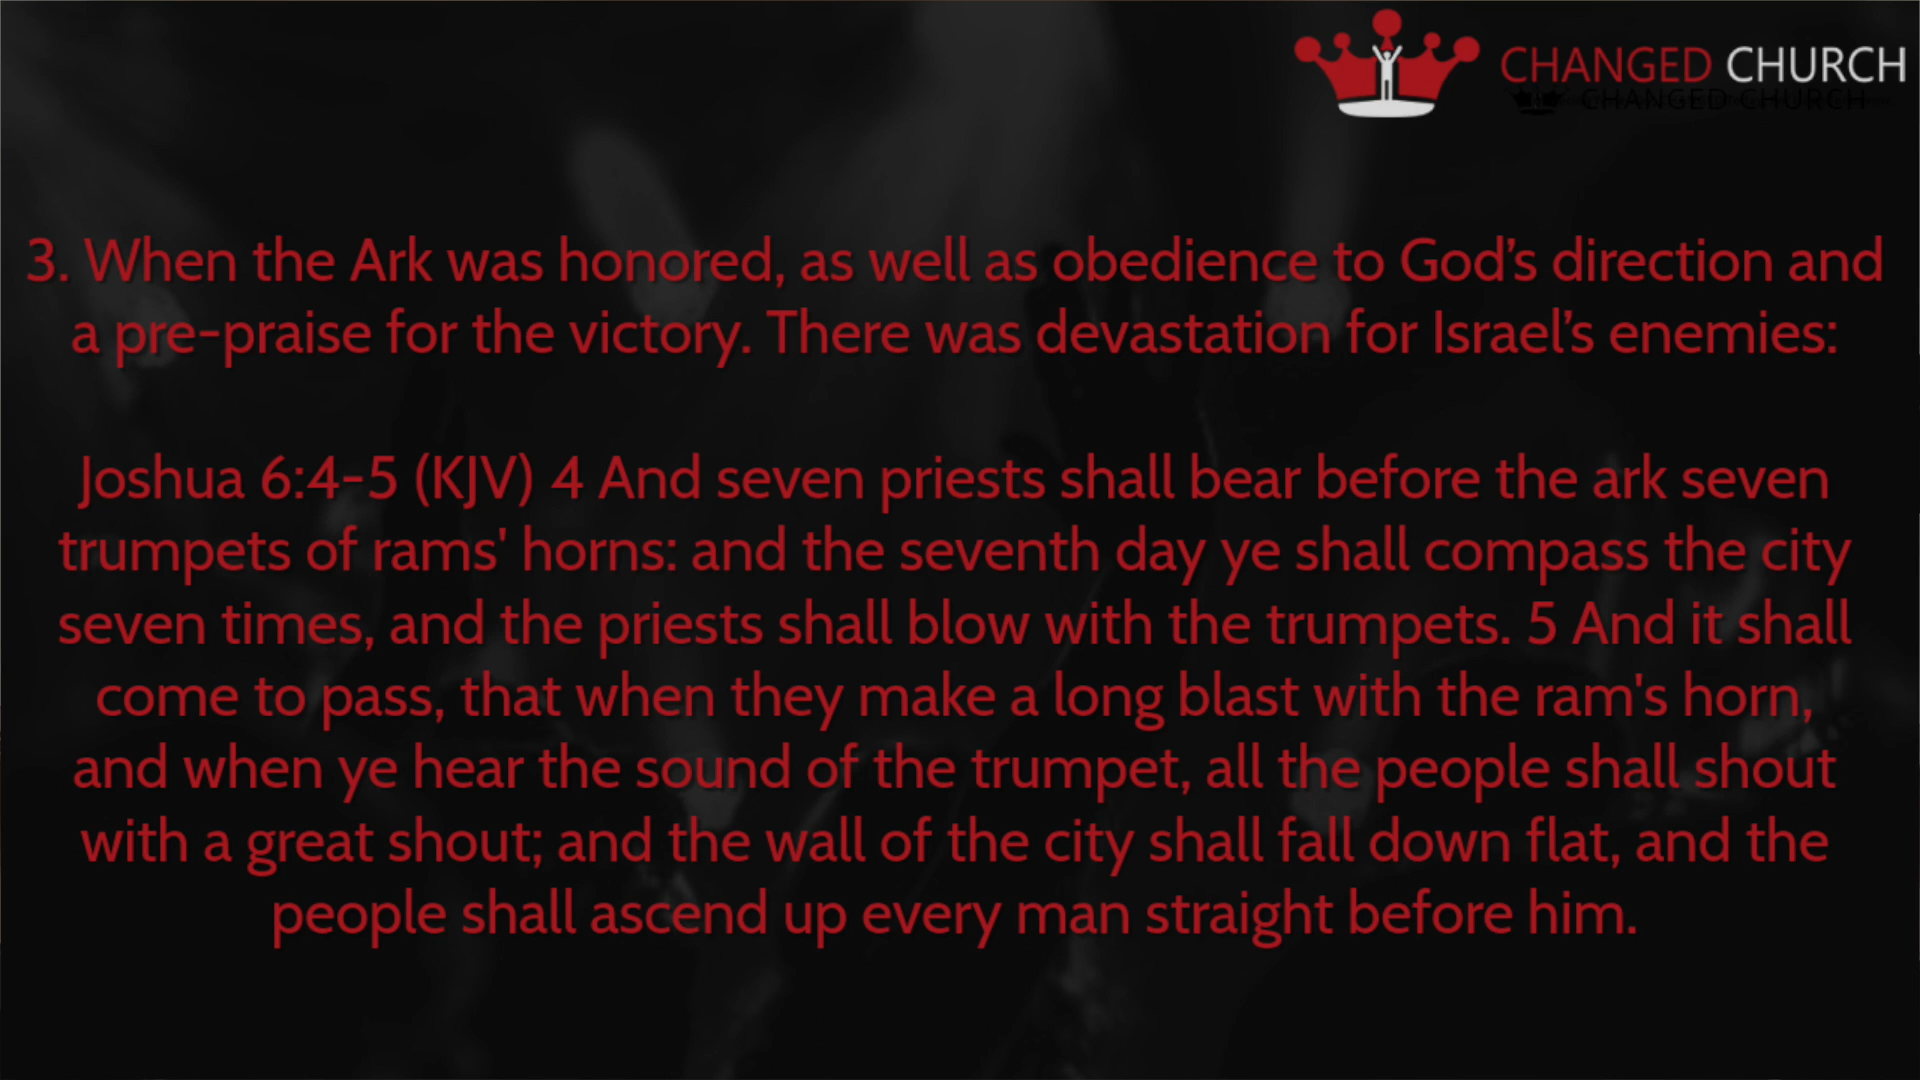 CHANGED CHURCH
CHANGED CHURCH
3. When the Ark was honored, as well as obedience to God’s direction and
a pre-praise for the victory. There was devastation for Israel’s enemies:
Joshua 6:4-5 (KJV) 4 And seven priests shall bear before the ark seven
trumpets of rams' horns: and the seventh day ye shall compass the city
seven times, and the priests shall blow with the trumpets. 5 And it shall
come to pass, that when they make a long blast with the ram's horn,
and when ye hear the sound of the trumpet, all the people shall shout
with a great shout; and the wall of the city shall fall down flat, and the
people shall ascend up every man straight before him.